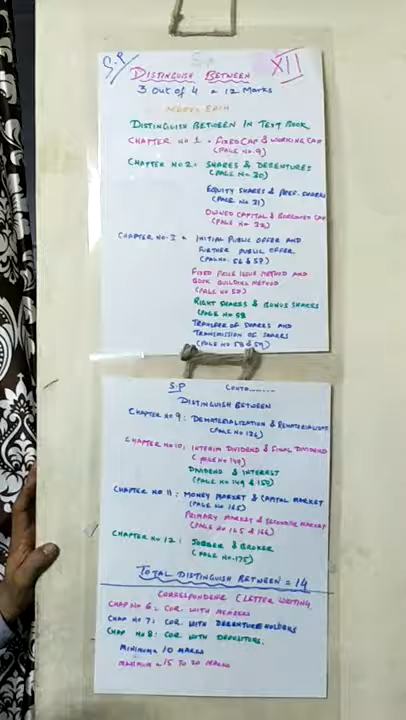 S.P
XII
DISTINGUISH BETWEEN
3 OUT OF 4 = 12 MARKS
DISTINGUISH BETWEEN IN TEXT BOOK
CHAPTER NO 1 = FIXED CAP & WORKING CAP
(PAGE NO. 9)
CHAPTER NO 2 = SHARES & DEBENTURES
(PAGE NO 30)
EQUITY SHARES & PREF. SHARES
(PAGE NO 31)
OWNED CAPITAL & BORROWED CAP
(PAGE NO 32)
CHAPTER NO. 3 = INITIAL PUBLIC OFFER AND
FURTHER PUBLIC OFFER
(PAGE NO. 56 & 57)
FIXED PRICE ISSUE METHOD AND
BOOK BUILDING METHOD
(PAGE NO 57)
RIGHT SHARES & BONUS SHARES
(PAGE NO 58
TRANSFER OF SHARES AND
TRANSMISSION OF SHARES
(PAGE NO 58 & 59)
S.P CONTD.........
DISTINGUISH BETWEEN
CHAPTER NO 9: DEMATERIALIZATION & REMATERIALISATI
(PAGE NO 126)
CHAPTER NO 10: INTERIM DIVIDEND & FINAL DIVIDEND
(PAGE NO 149)
DIVIDEND & INTEREST
(PAGE NO 149 & 150)
CHAPTER NO 11: MONEY MARKET & CAPITAL MARKET
(PAGE NO 165)
PRIMARY MARKET & SECONDARY MARKET
(PAGE NO 165 & 166)
CHAPTER NO 12: JOBBER & BROKER
(PAGE NO. 175)
TOTAL DISTINGUISH BETWEEN = 14
CORRESPONDENCE (LETTER WRITING
CHAP NO 6: COR. WITH MEMBERS
CHAP NO 7: COR. WITH DEBENTURE HOLDERS
CHAP NO 8: COR. WITH DEPOSITORS.
MINIMUM = 10 MARKS
MAXIMUM = 15 TO 20 MARKS